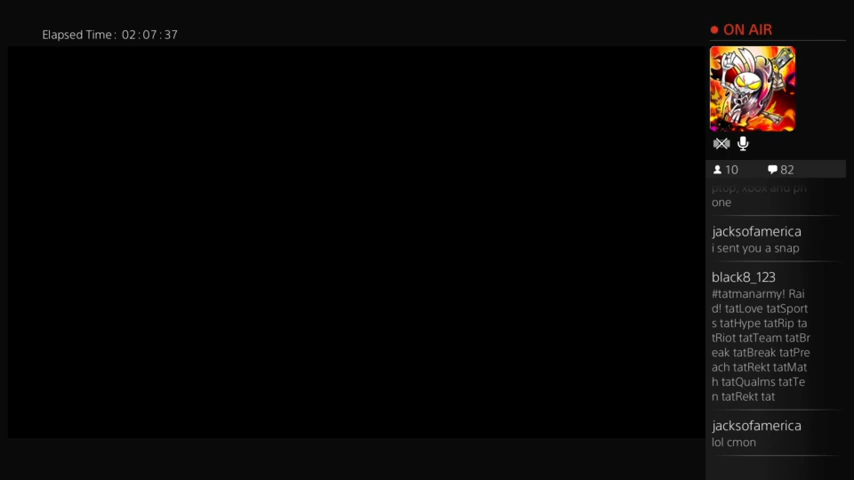 Elapsed Time: 02:07:37
ON AIR
10 82
ptop, xbox and ph
one
jacksofamerica
i sent you a snap
black8_123
#tatmanarmy! Rai
d! tatLove tatSport
s tatHype tatRip ta
tRiot tatTeam tatBr
eak tatBreak tatPre
ach tatRekt tatMat
h tatQualms tatTe
n tatRekt tat
jacksofamerica
lol cmon